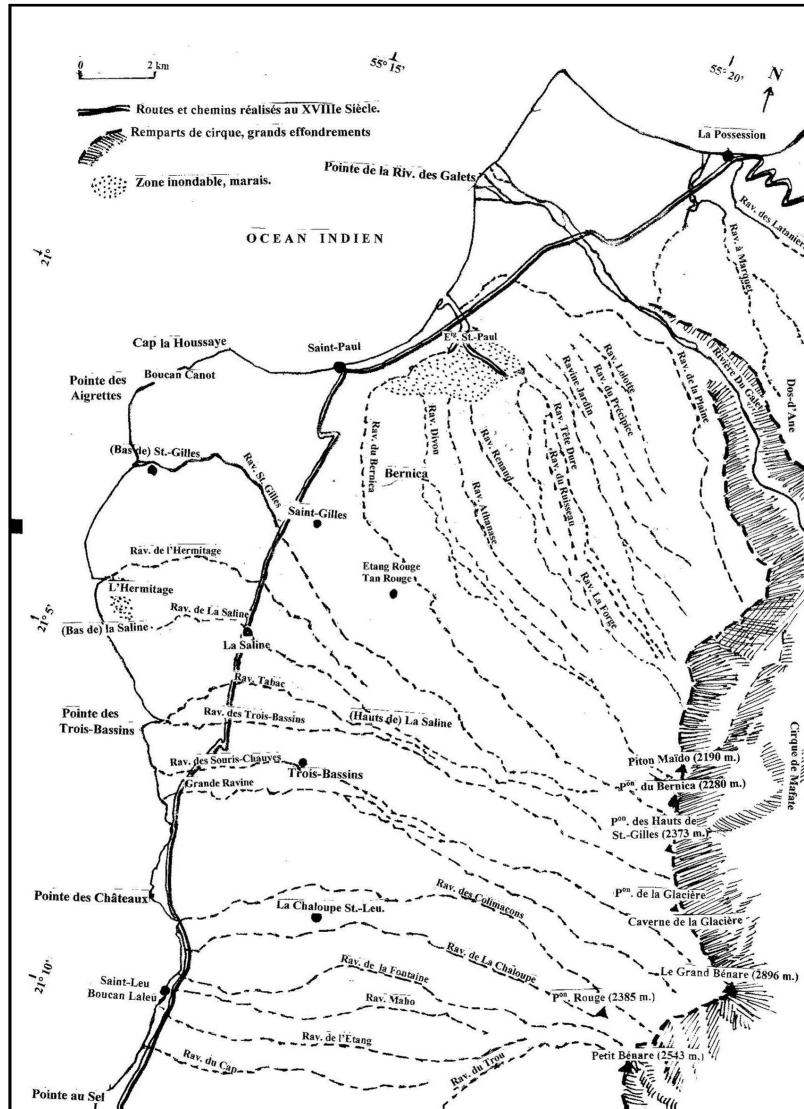 0 2 km
55° 15'
55° 20'
N
Routes et chemins réalisés au XVIIIe Siècle.
Remparts de cirque, grands effondrements
Zone inondable, marais.
La Possession
Pointe de la Riv. des Galets
Rav. des Lataniers
Rav. à Marquet
OCEAN INDIEN
21°
Cap la Houssaye
Saint-Paul
Etg St.-Paul
Boucan Canot
Pointe des
Aigrettes
Rivière Ds Galets
Dos-d'Ane
Rav. de la Plaine
Rav. Lolotte
Rav. du Précipice
Ravine Jardin
Rav. Tête Dure
Rav. du Ruisseau
Rav. Renaud
Rav. Divon
Rav. du Bernica
Bernica
Rav. Athanase
(Bas de) St.-Gilles
Rav. St. Gilles
Saint-Gilles
Rav. de l'Hermitage
Etang Rouge
Tan Rouge
L'Hermitage
Rav. La Forge
21° 5'
Rav. de La Saline
(Bas de) la Saline
La Saline
Rav. Tabac
Pointe des
Trois-Bassins
Rav. des Trois-Bassins
(Hauts de) La Saline
Cirque de Mafate
Rav. des Souris-Chauves
Trois-Bassins
Grande Ravine
Piton Maïdo (2190 m.)
Pon. du Bernica (2280 m.)
Pon. des Hauts de
St.-Gilles (2373 m.)
Pointe des Châteaux
La Chaloupe St.-Leu.
Rav. des Colimaçons
Pon. de la Glacière
Caverne de la Glacière
21° 10'
Rav. de la Fontaine
Rav. de La Chaloupe
Le Grand Bénare (2896 m.)
Saint-Leu
Boucan Laleu
Rav. Maho
Pon. Rouge (2385 m.)
Rav. de l'Etang
Rav. du Cap
Rav. du Trou
Petit Bénare (2543 m.)
Pointe au Sel